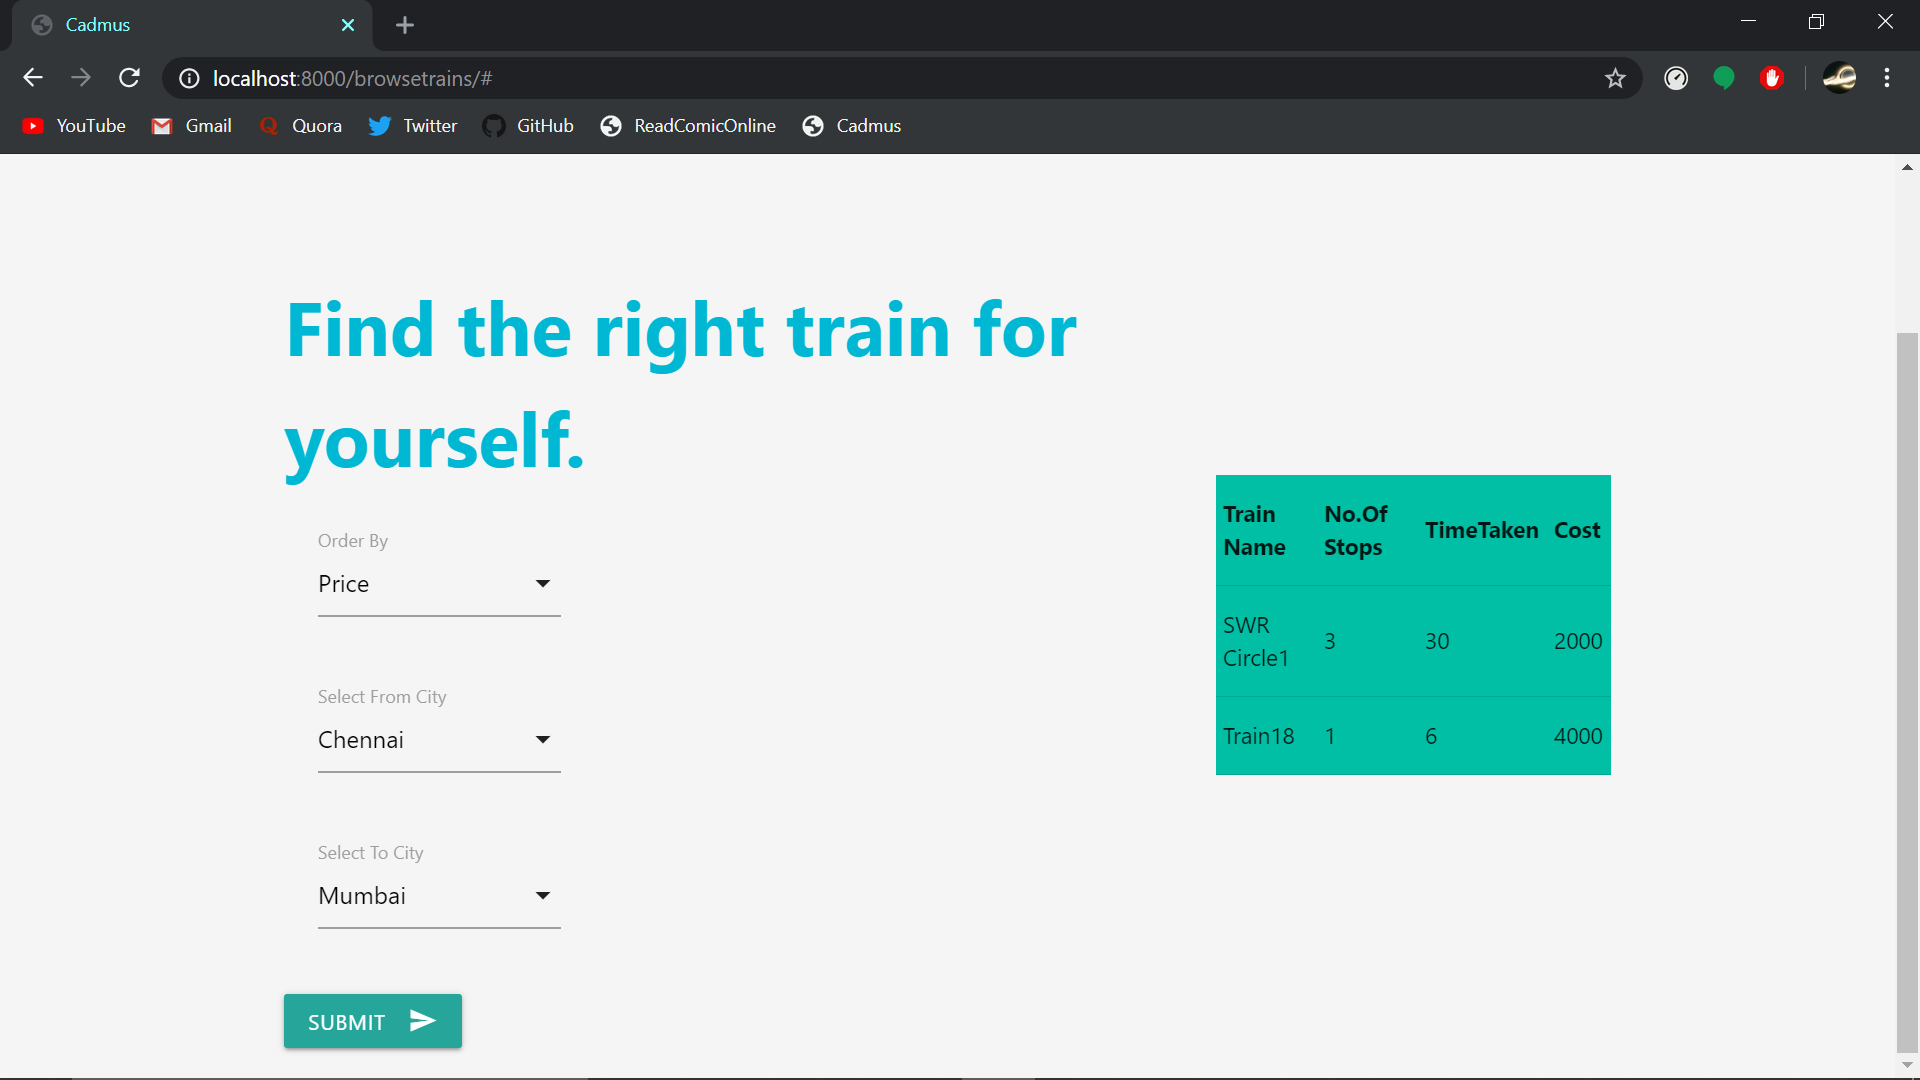 Cadmus
localhost:8000/browsetrains/#
YouTube Gmail Quora Twitter GitHub ReadComicOnline Cadmus
Find the right train for
yourself.
Order By
Price
Select From City
Chennai
Select To City
Mumbai
SUBMIT
Train Name No.Of Stops TimeTaken Cost
SWR Circle1 3 30 2000
Train18 1 6 4000